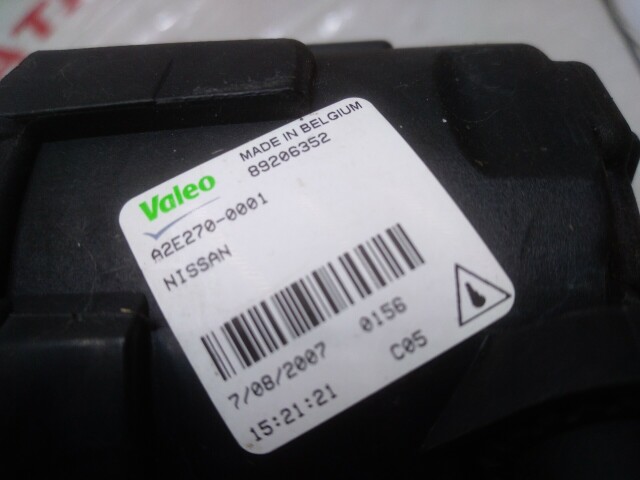 Valeo
MADE IN BELGIUM
89206352
A2E270-0001
NISSAN
7/08/2007 0156
15:21:21 C05